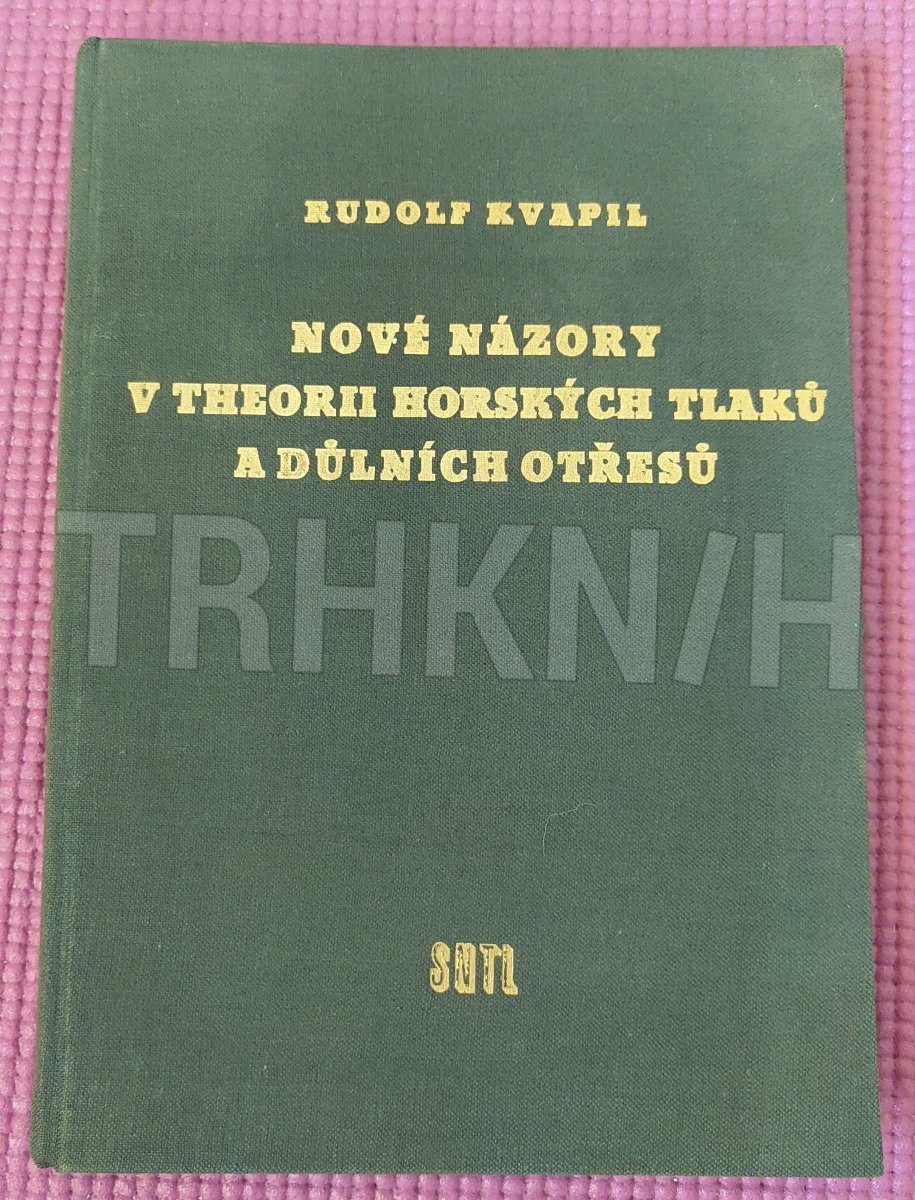 RUDOLF KVAPIL
NOVÉ NÁZORY
V THEORII HORSKÝCH TLAKŮ
A DŮLNÍCH OTŘESŮ
TRHKN/H
SNTL